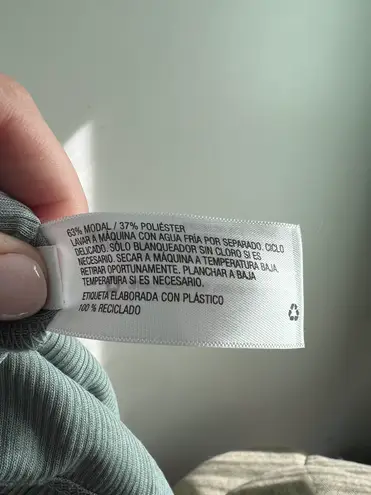 63% MODAL / 37% POLIÉSTER
LAVAR A MÁQUINA CON AGUA FRÍA POR SEPARADO. CICLO
DELICADO. SÓLO BLANQUEADOR SIN CLORO SI ES
NECESARIO. SECAR A MÁQUINA A TEMPERATURA BAJA.
RETIRAR OPORTUNAMENTE. PLANCHAR A BAJA
TEMPERATURA SI ES NECESARIO.
ETIQUETA ELABORADA CON PLÁSTICO
100 % RECICLADO